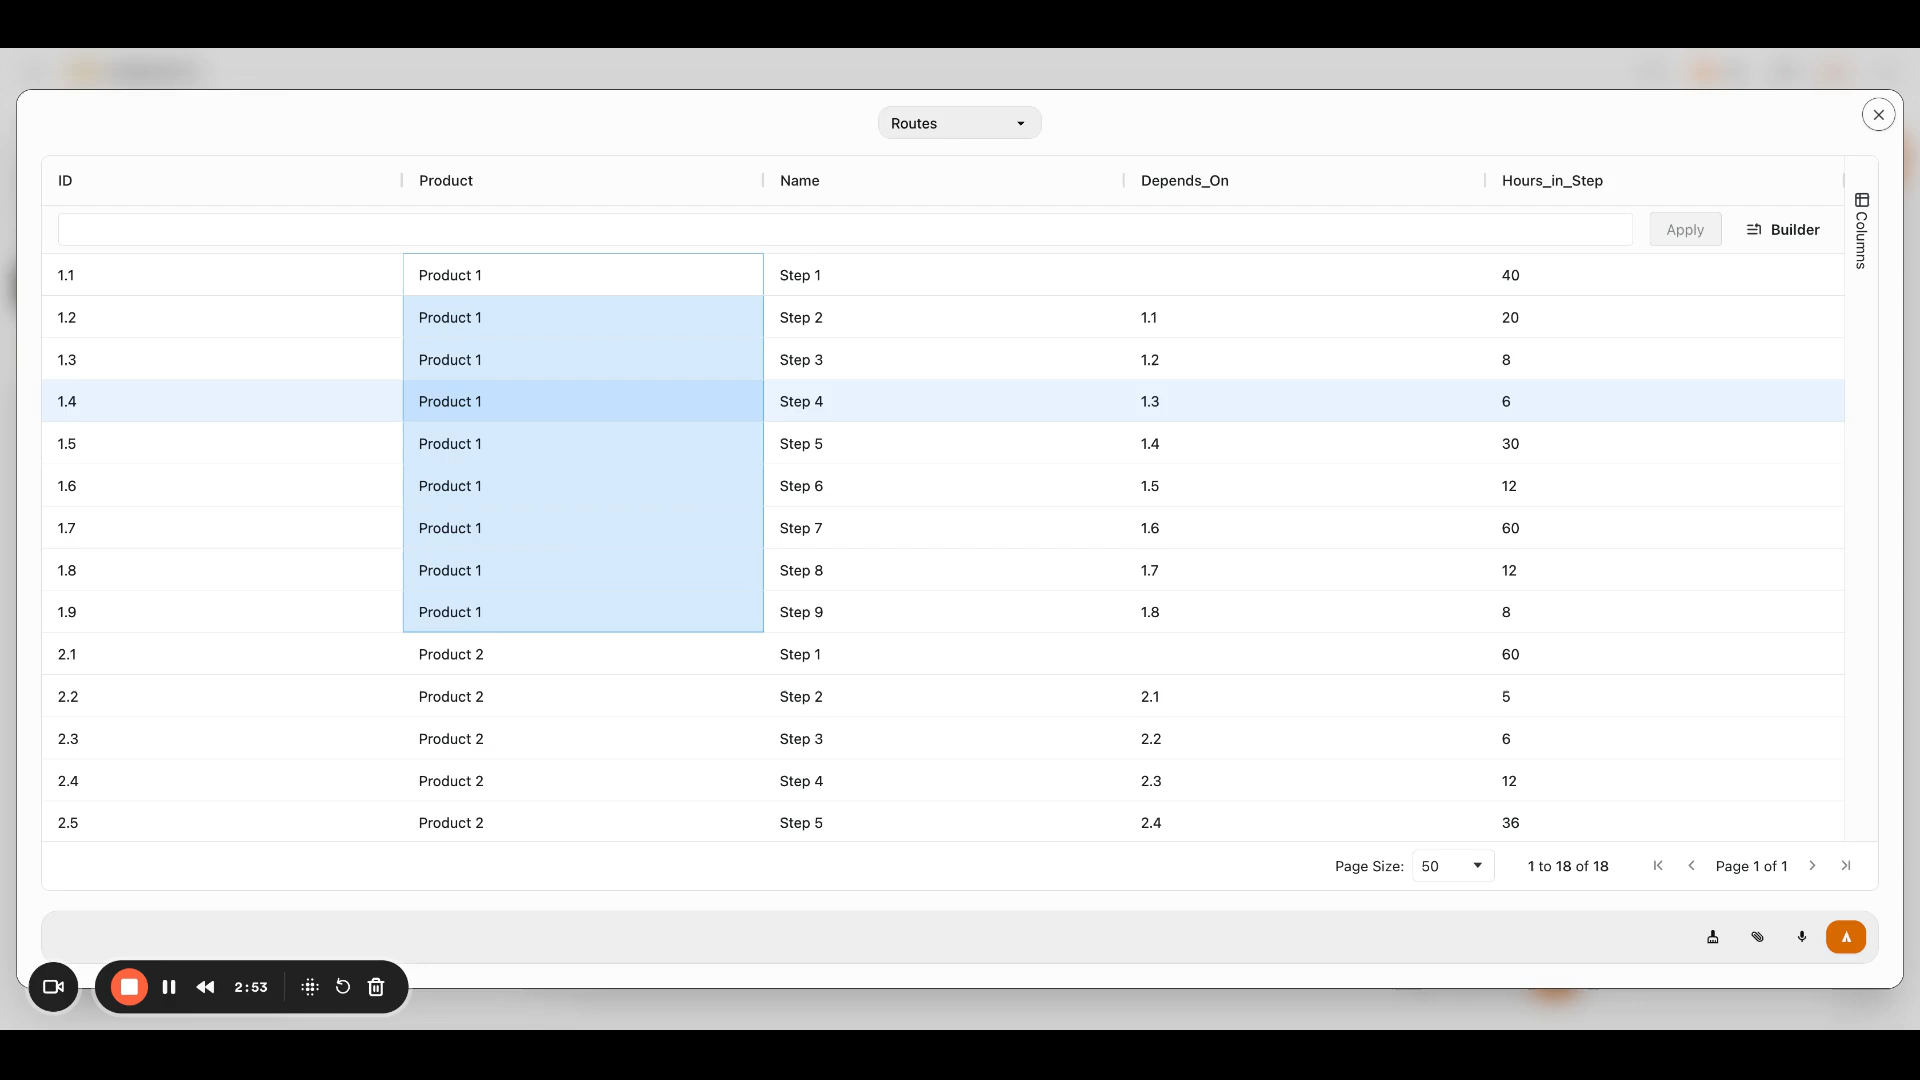 Routes
ID Product Name Depends_On Hours_in_Step
Apply Builder
Columns
1.1 Product 1 Step 1 40
1.2 Product 1 Step 2 1.1 20
1.3 Product 1 Step 3 1.2 8
1.4 Product 1 Step 4 1.3 6
1.5 Product 1 Step 5 1.4 30
1.6 Product 1 Step 6 1.5 12
1.7 Product 1 Step 7 1.6 60
1.8 Product 1 Step 8 1.7 12
1.9 Product 1 Step 9 1.8 8
2.1 Product 2 Step 1 60
2.2 Product 2 Step 2 2.1 5
2.3 Product 2 Step 3 2.2 6
2.4 Product 2 Step 4 2.3 12
2.5 Product 2 Step 5 2.4 36
Page Size: 50 1 to 18 of 18 Page 1 of 1
2:53